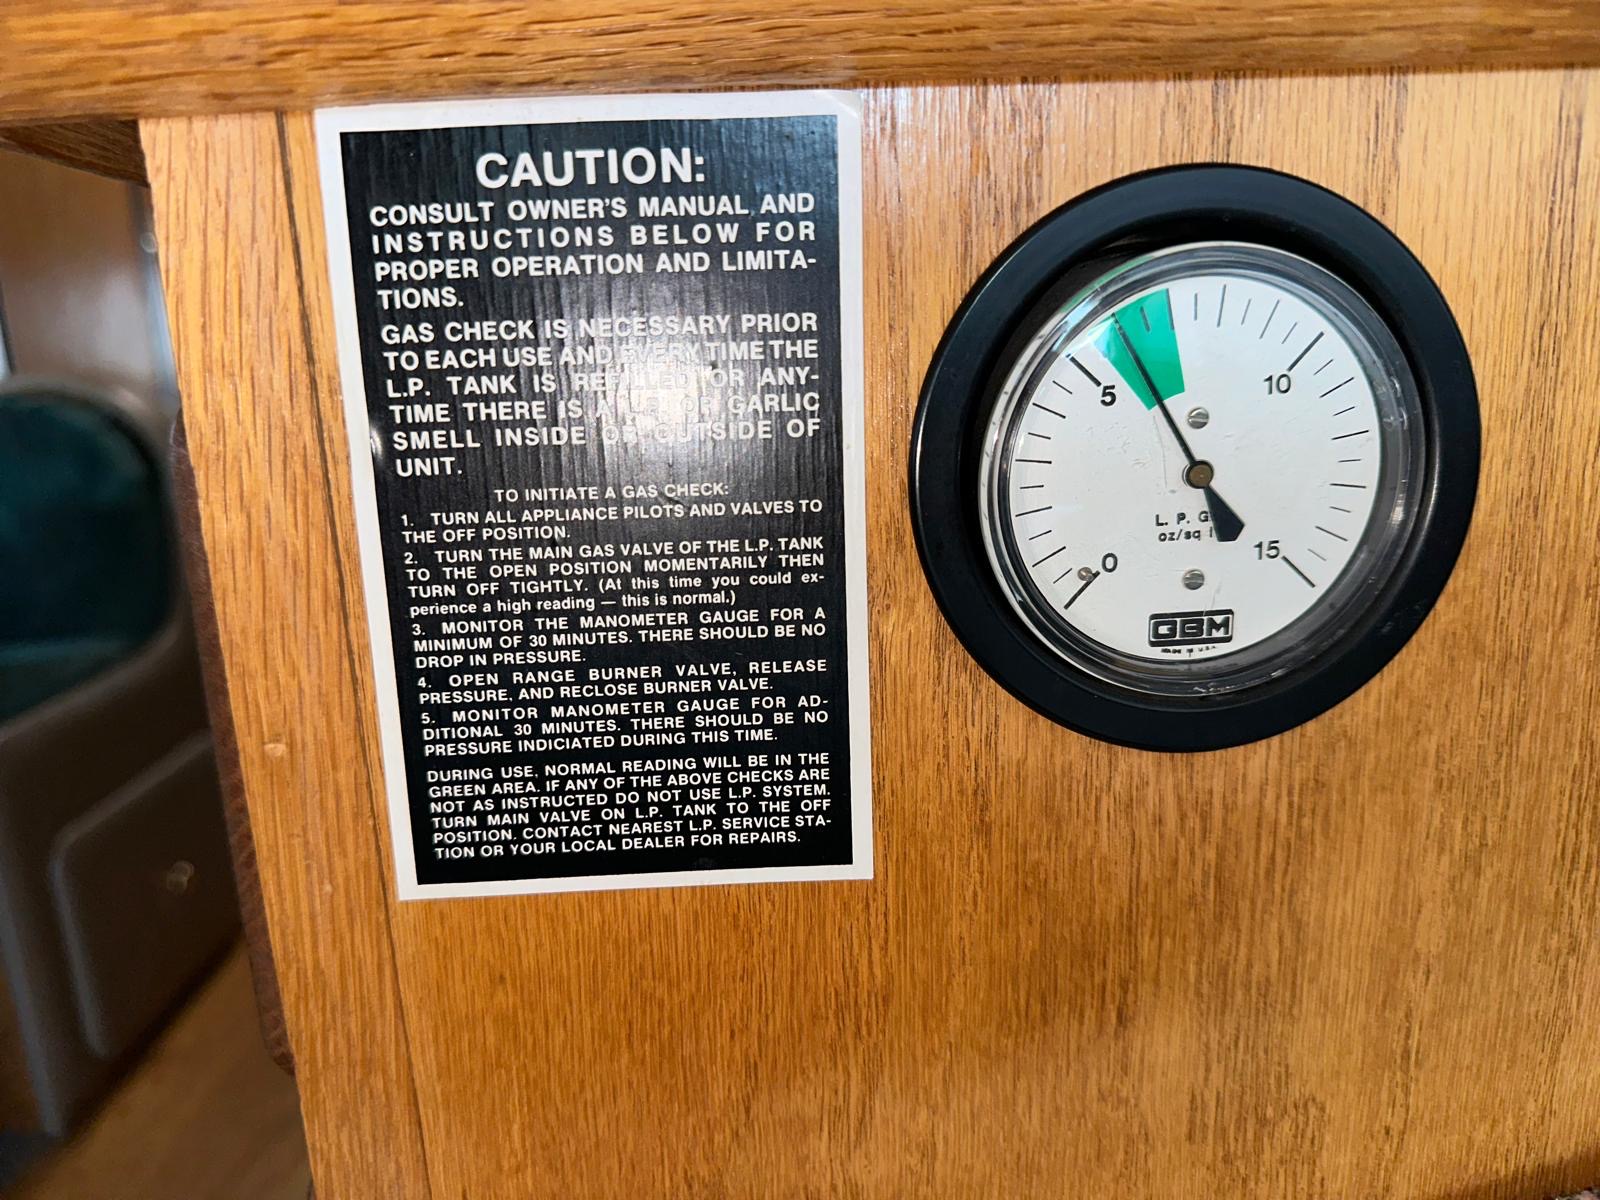 CAUTION:
CONSULT OWNER'S MANUAL AND
INSTRUCTIONS BELOW FOR
PROPER OPERATION AND LIMITA-
TIONS.
GAS CHECK IS NECESSARY PRIOR
TO EACH USE AND EVERY TIME THE
L.P. TANK IS REFILLED OR ANY-
TIME THERE IS A L.P. OR GARLIC
SMELL INSIDE OR OUTSIDE OF
UNIT.
TO INITIATE A GAS CHECK:
1. TURN ALL APPLIANCE PILOTS AND VALVES TO
THE OFF POSITION.
2. TURN THE MAIN GAS VALVE OF THE L.P. TANK
TO THE OPEN POSITION MOMENTARILY THEN
TURN OFF TIGHTLY. (At this time you could ex-
perience a high reading — this is normal.)
3. MONITOR THE MANOMETER GAUGE FOR A
MINIMUM OF 30 MINUTES. THERE SHOULD BE NO
DROP IN PRESSURE.
4. OPEN RANGE BURNER VALVE, RELEASE
PRESSURE, AND RECLOSE BURNER VALVE.
5. MONITOR MANOMETER GAUGE FOR AD-
DITIONAL 30 MINUTES. THERE SHOULD BE NO
PRESSURE INDICIATED DURING THIS TIME.
DURING USE, NORMAL READING WILL BE IN THE
GREEN AREA. IF ANY OF THE ABOVE CHECKS ARE
NOT AS INSTRUCTED DO NOT USE L.P. SYSTEM.
TURN MAIN VALVE ON L.P. TANK TO THE OFF
POSITION. CONTACT NEAREST L.P. SERVICE STA-
TION OR YOUR LOCAL DEALER FOR REPAIRS.
5
10
L. P. G
oz/sq
0
15
GBM
MADE IN U.S.A.